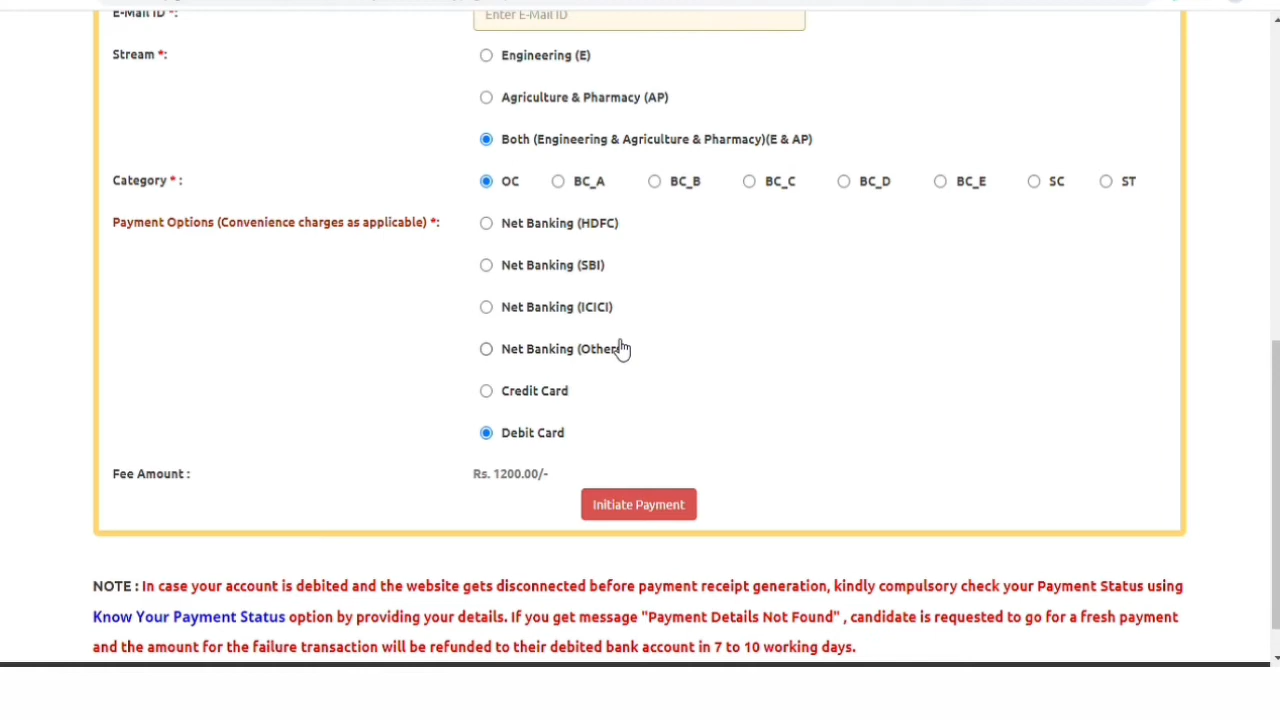 E-Mail ID *:
Enter E-Mail ID
Stream *:
Engineering (E)
Agriculture & Pharmacy (AP)
Both (Engineering & Agriculture & Pharmacy)(E & AP)
Category * :
OC BC_A BC_B BC_C BC_D BC_E SC ST
Payment Options (Convenience charges as applicable) *:
Net Banking (HDFC)
Net Banking (SBI)
Net Banking (ICICI)
Net Banking (Other
Credit Card
Debit Card
Fee Amount :
Rs. 1200.00/-
Initiate Payment
NOTE : In case your account is debited and the website gets disconnected before payment receipt generation, kindly compulsory check your Payment Status using
Know Your Payment Status option by providing your details. If you get message "Payment Details Not Found" , candidate is requested to go for a fresh payment
and the amount for the failure transaction will be refunded to their debited bank account in 7 to 10 working days.